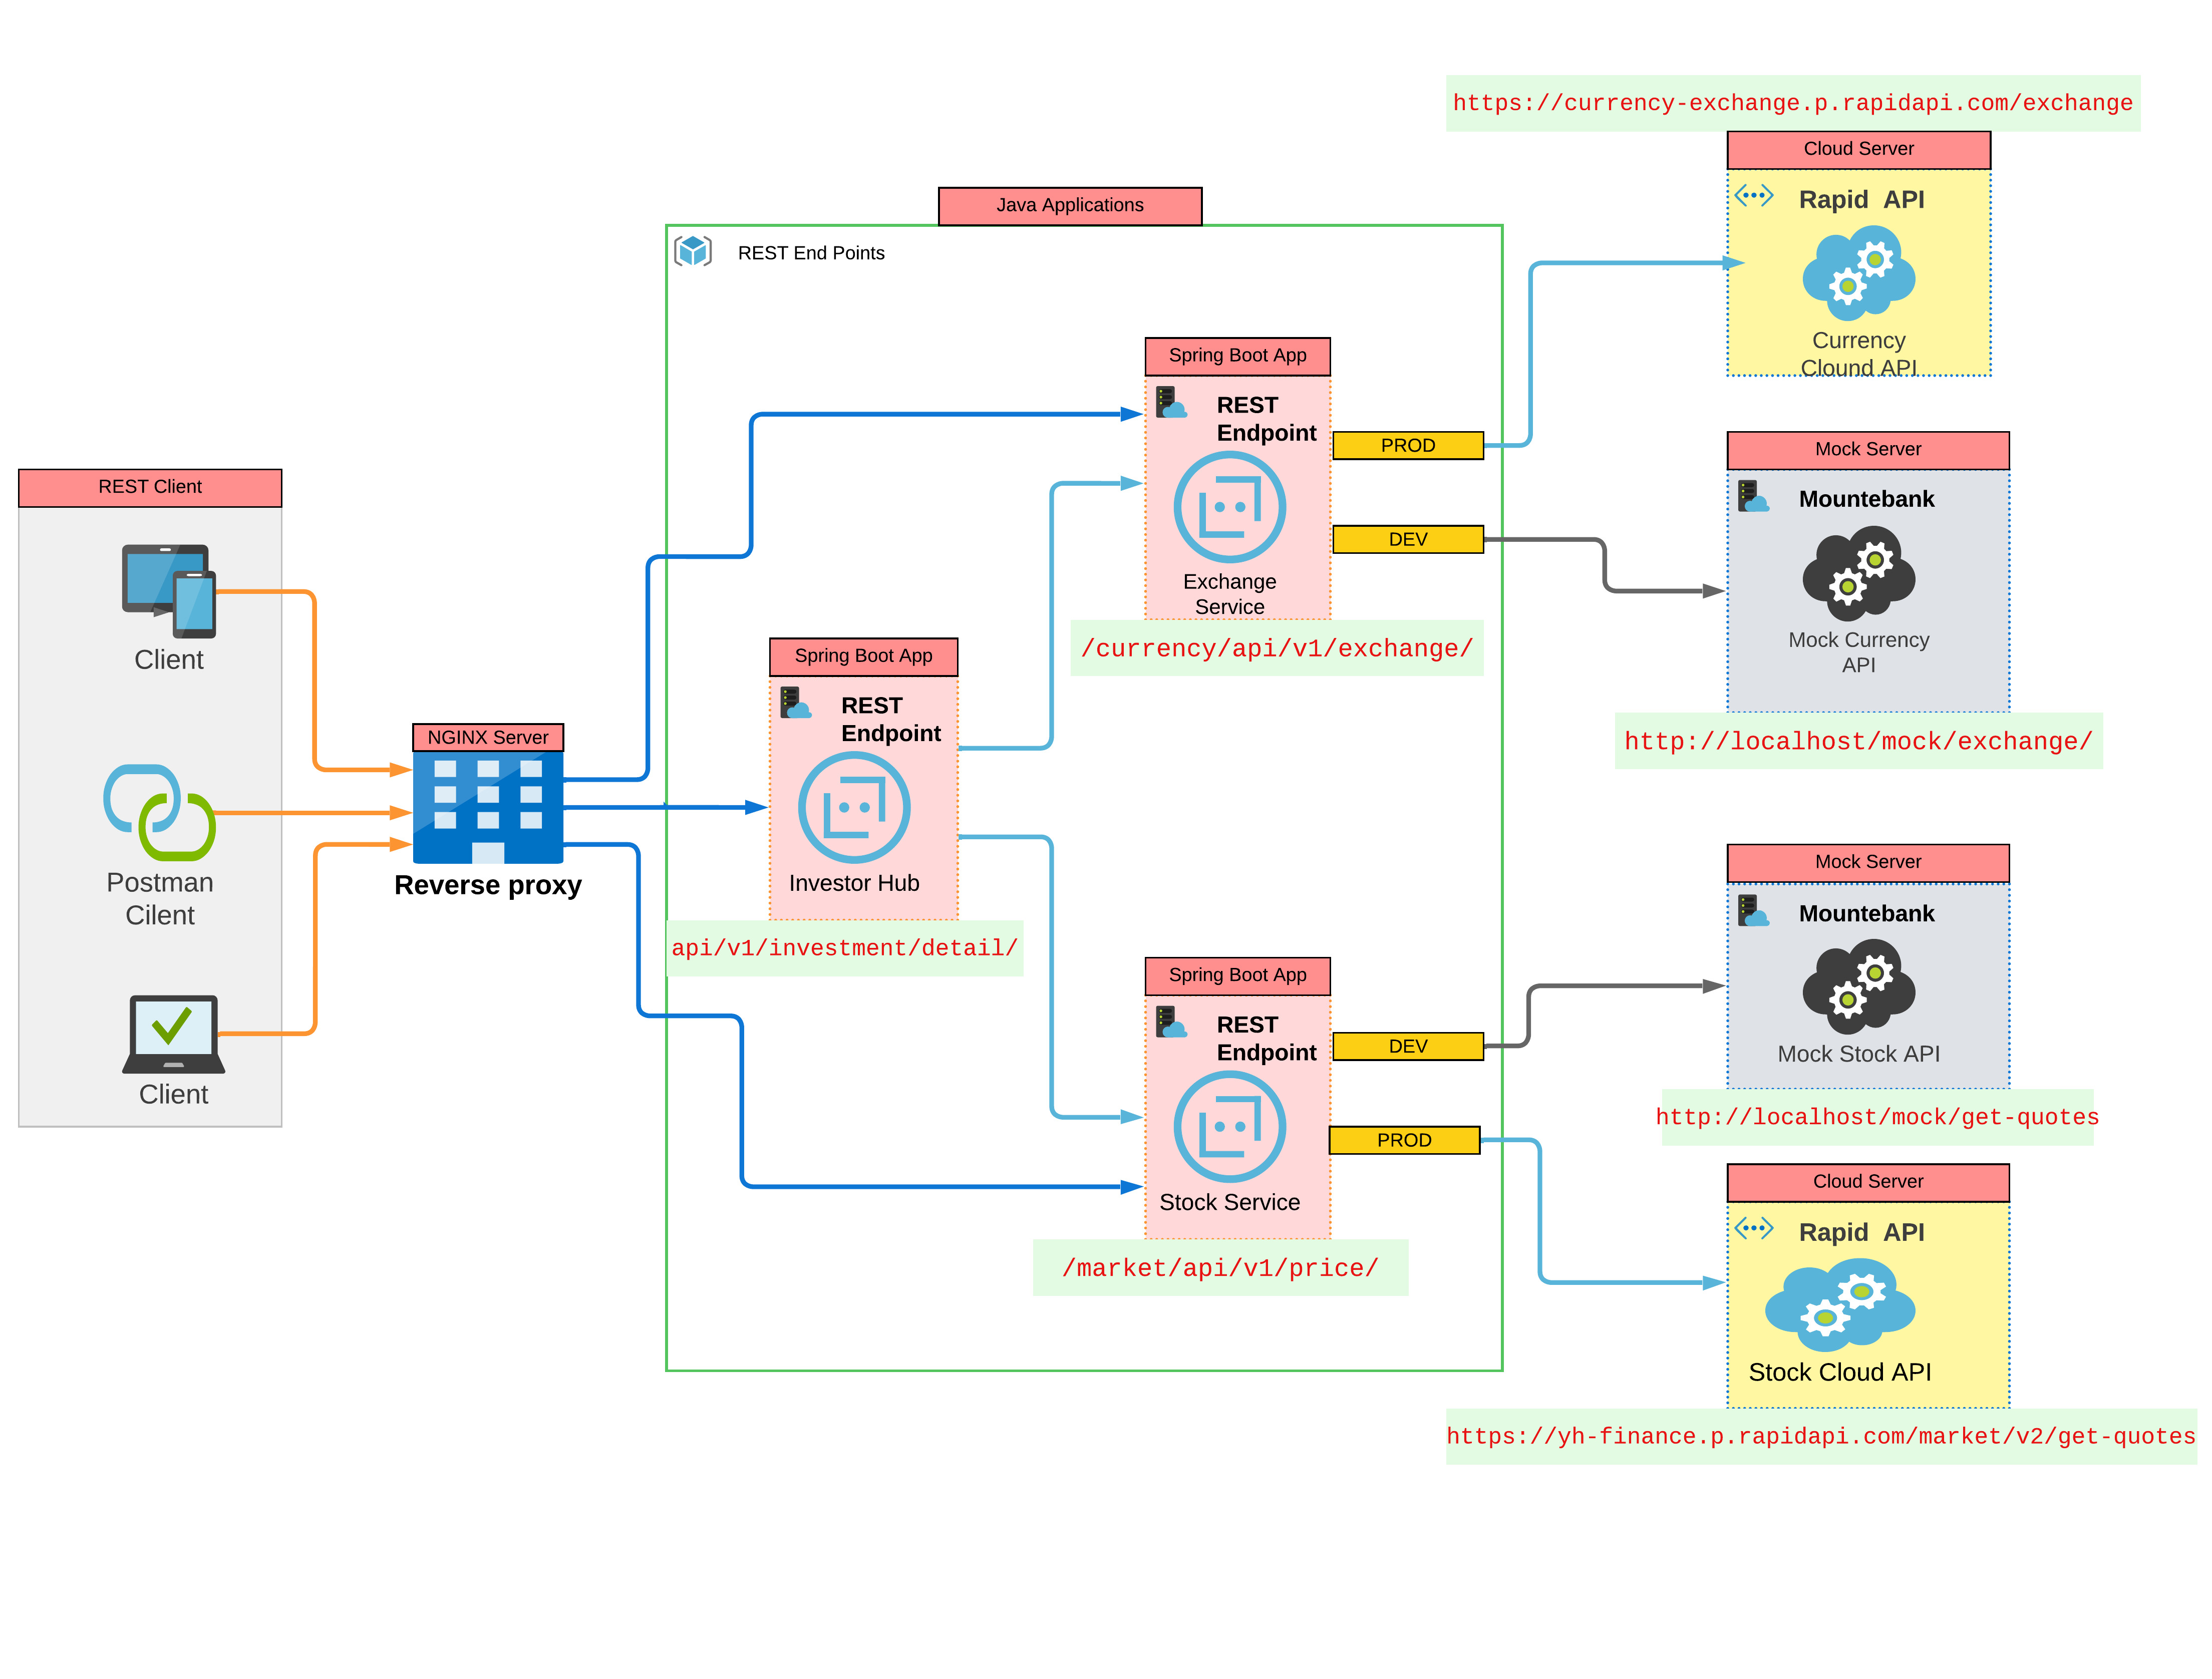 https://currency-exchange.p.rapidapi.com/exchange
Cloud Server
Rapid API
Currency
Clound API
Java Applications
REST End Points
Spring Boot App
REST
Endpoint
Exchange
Service
/currency/api/v1/exchange/
PROD
DEV
Mock Server
Mountebank
Mock Currency
API
http://localhost/mock/exchange/
REST Client
Client
Postman
Cilent
Client
NGINX Server
Reverse proxy
Spring Boot App
REST
Endpoint
Investor Hub
api/v1/investment/detail/
Spring Boot App
REST
Endpoint
Stock Service
/market/api/v1/price/
DEV
PROD
Mock Server
Mountebank
Mock Stock API
http://localhost/mock/get-quotes
Cloud Server
Rapid API
Stock Cloud API
https://yh-finance.p.rapidapi.com/market/v2/get-quotes